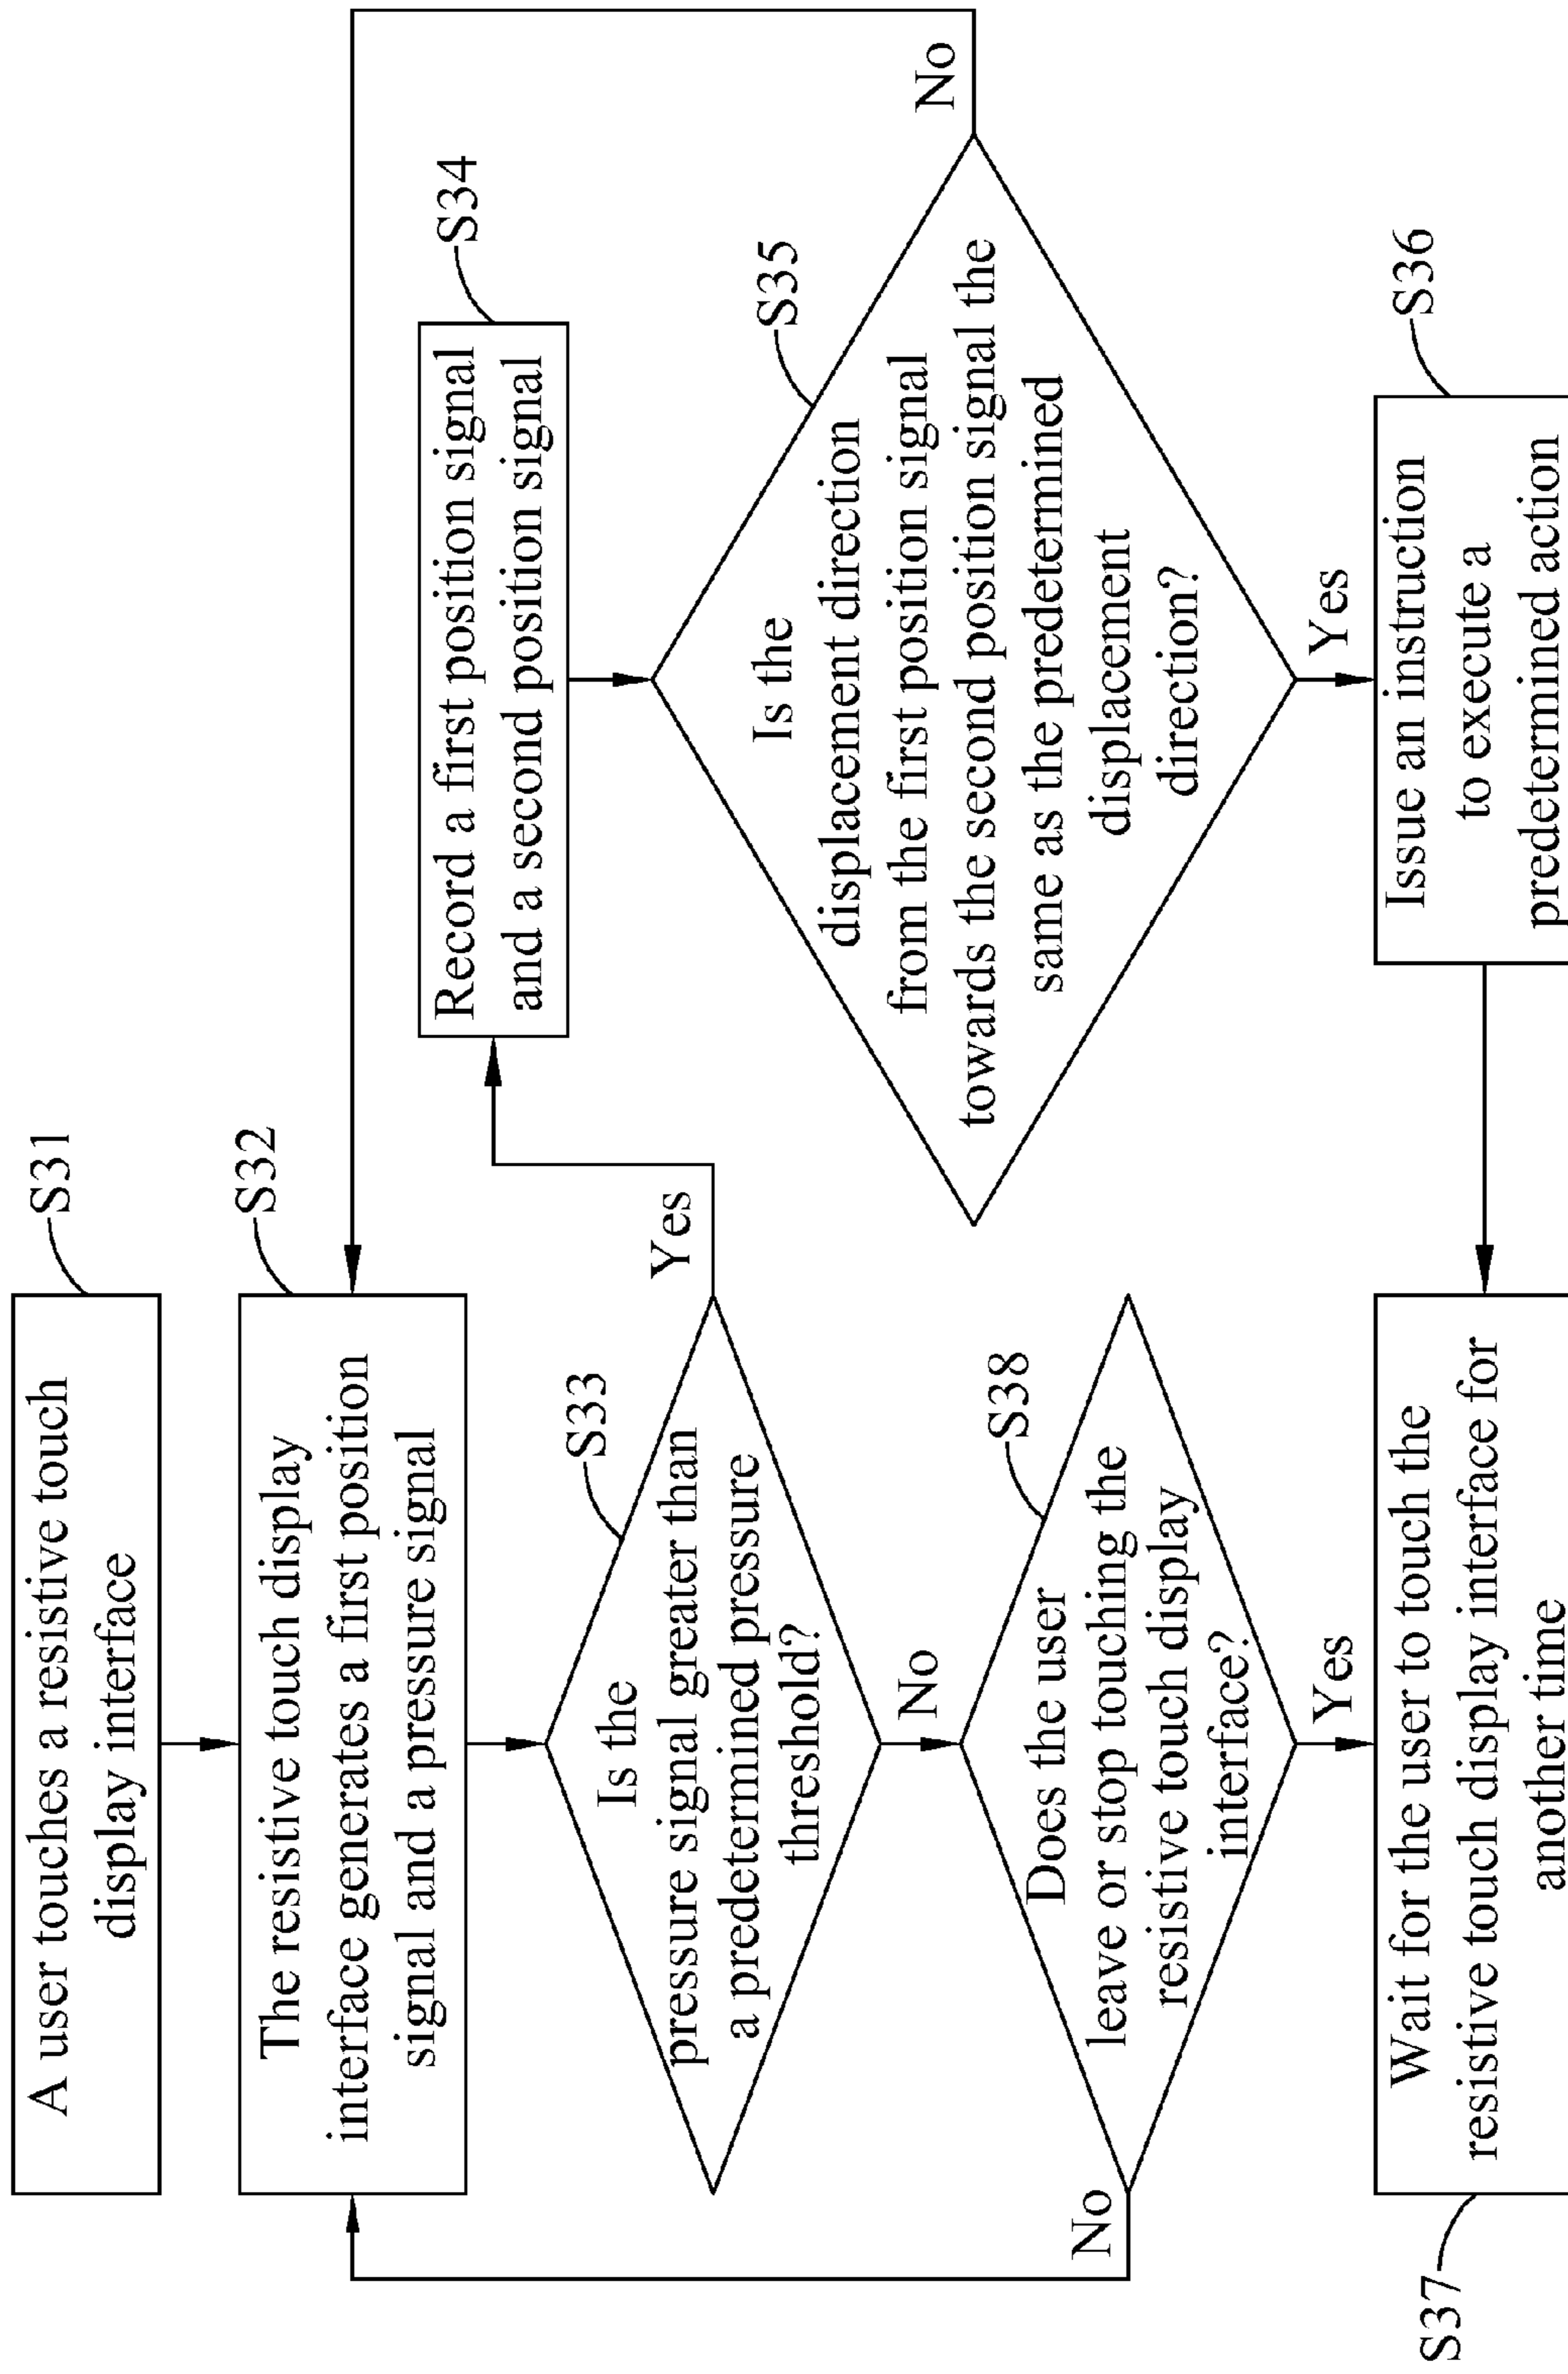 A user touches a resistive touch
display interface
S31
The resistive touch display
interface generates a first position
signal and a pressure signal
S32
Is the
pressure signal greater than
a predetermined pressure
threshold?
S33
Yes
No
Record a first position signal
and a second position signal
S34
Is the
displacement direction
from the first position signal
towards the second position signal the
same as the predetermined
displacement
direction?
S35
No
Yes
Issue an instruction
to execute a
predetermined action
S36
Does the user
leave or stop touching the
resistive touch display
interface?
S38
No
Yes
Wait for the user to touch the
resistive touch display interface for
another time
S37